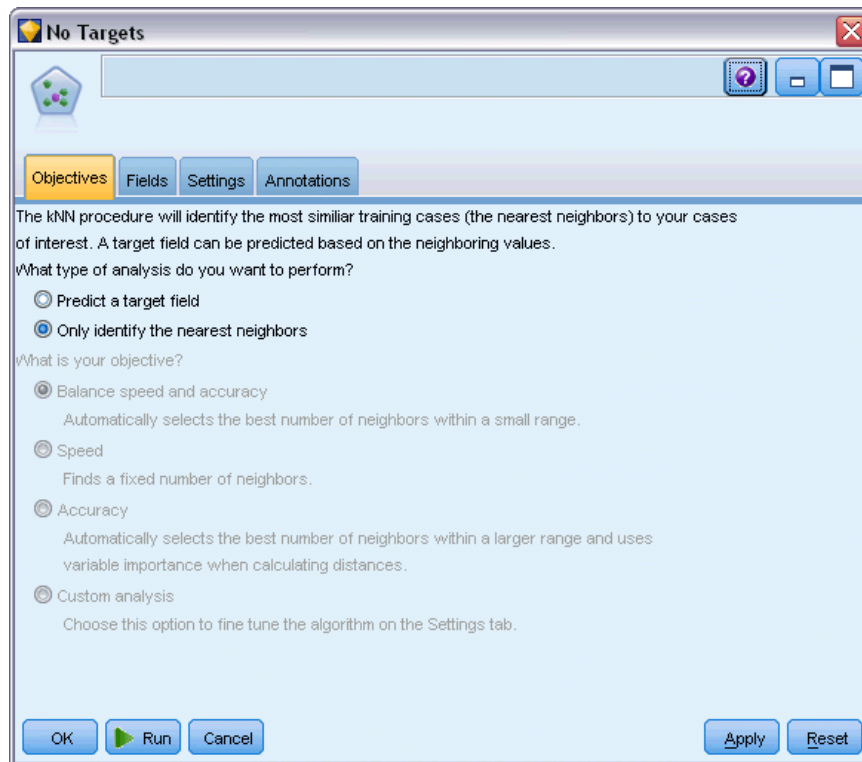 No Targets
Objectives Fields Settings Annotations
The kNN procedure will identify the most similiar training cases (the nearest neighbors) to your cases
of interest. A target field can be predicted based on the neighboring values.
What type of analysis do you want to perform?
Predict a target field
Only identify the nearest neighbors
What is your objective?
Balance speed and accuracy
Automatically selects the best number of neighbors within a small range.
Speed
Finds a fixed number of neighbors.
Accuracy
Automatically selects the best number of neighbors within a larger range and uses
variable importance when calculating distances.
Custom analysis
Choose this option to fine tune the algorithm on the Settings tab.
OK Run Cancel Apply Reset